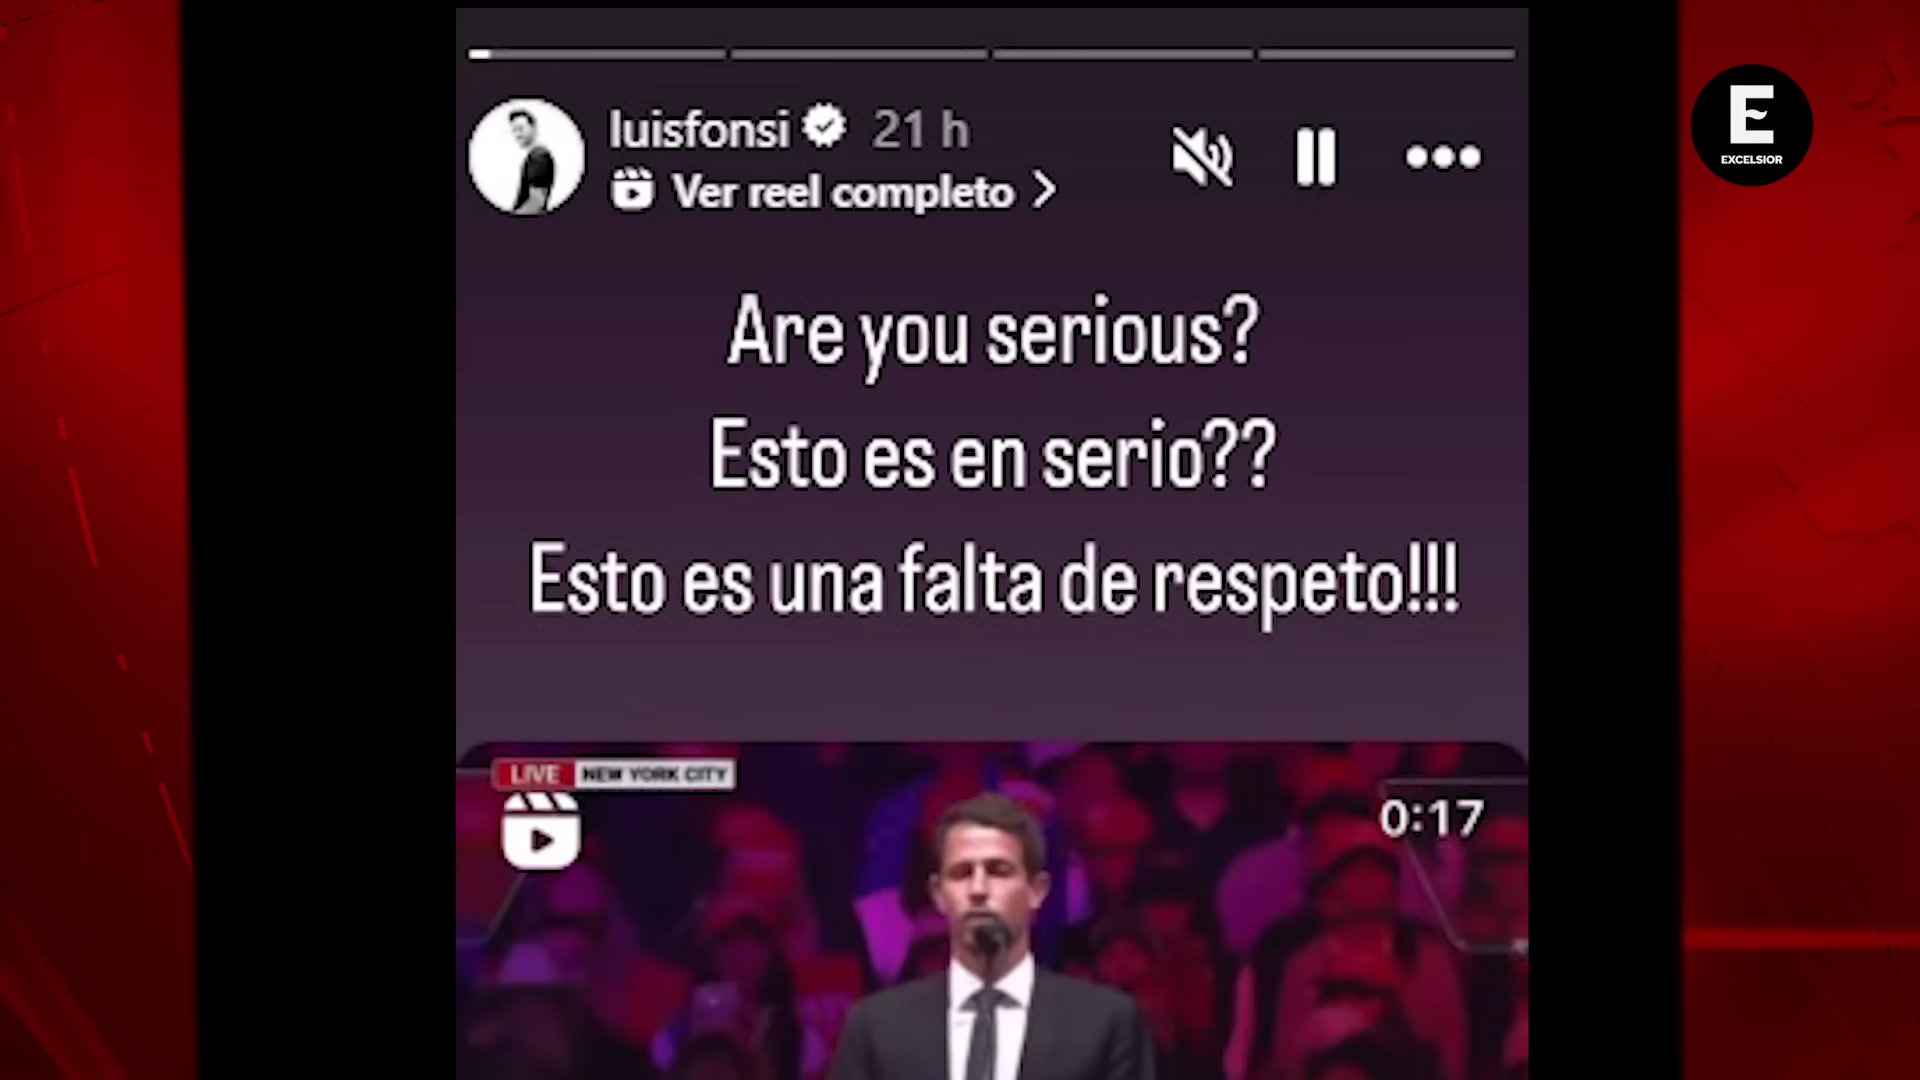 luisfonsi 21 h
Ver reel completo
E
EXCELSIOR
Are you serious?
Esto es en serio??
Esto es una falta de respeto!!!
LIVE NEW YORK CITY
0:17